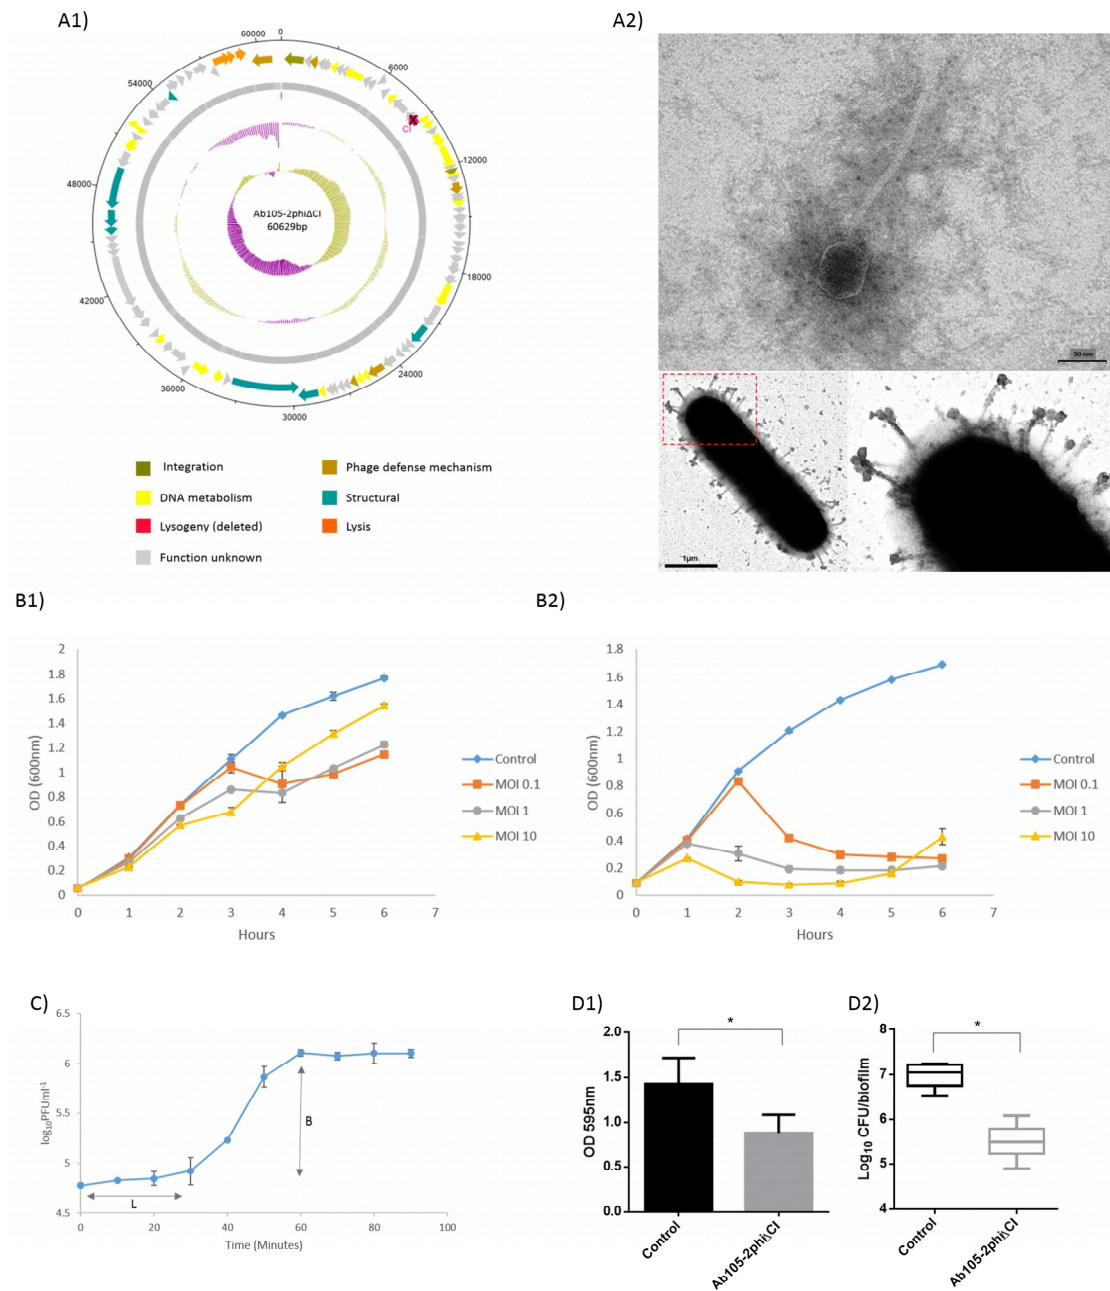 A1)
A2)
0
6000
12000
18000
24000
30000
36000
42000
48000
54000
60000
CI
X
Ab105-2phiΔCI
60629bp
Integration
Phage defense mechanism
DNA metabolism
Structural
Lysogeny (deleted)
Lysis
Function unknown
50 nm
1µm
B1)
B2)
OD (600nm)
2
1.8
1.6
1.4
1.2
1
0.8
0.6
0.4
0.2
0
0 1 2 3 4 5 6 7
Hours
Control
MOI 0.1
MOI 1
MOI 10
OD (600nm)
1.8
1.6
1.4
1.2
1
0.8
0.6
0.4
0.2
0
0 1 2 3 4 5 6 7
Hours
Control
MOI 0.1
MOI 1
MOI 10
C)
log10PFUml-1
6.5
6
5.5
5
4.5
B
L
0 20 40 60 80 100
Time (Minutes)
D1)
OD 595nm
2.0
1.5
1.0
0.5
0.0
*
Control
Ab105-2phiΔCI
D2)
Log10 CFU/biofilm
8
7
6
5
4
*
Control
Ab105-2phiΔCI